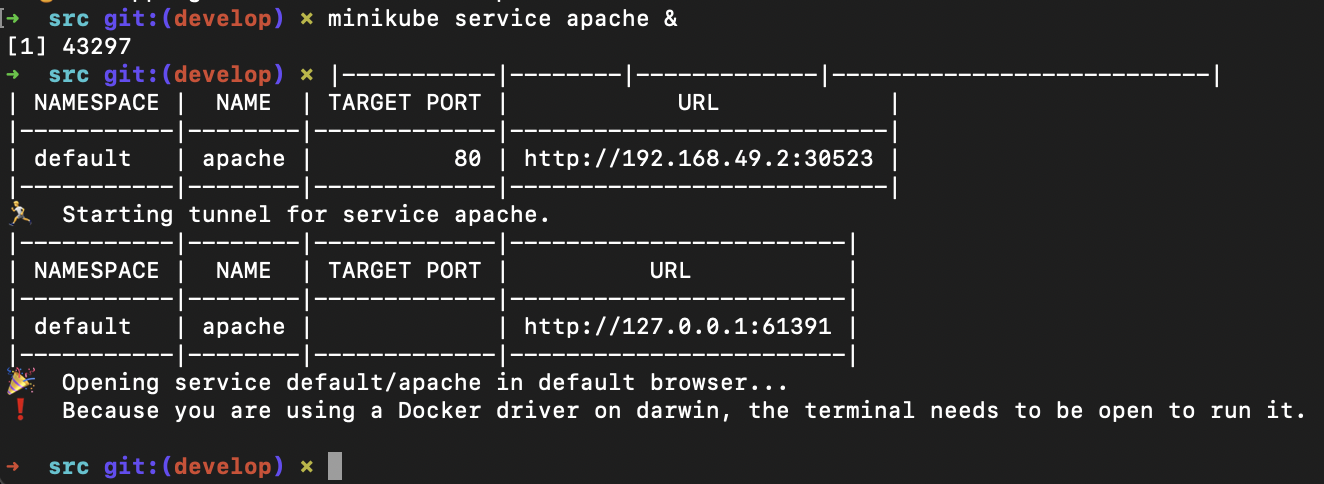 ➜  src git:(develop) ✗ minikube service apache &
[1] 43297
➜  src git:(develop) ✗ |-----------|--------|-------------|---------------------------|
| NAMESPACE |  NAME  | TARGET PORT |            URL            |
|-----------|--------|-------------|---------------------------|
| default   | apache |          80 | http://192.168.49.2:30523 |
|-----------|--------|-------------|---------------------------|
🏃  Starting tunnel for service apache.
|-----------|--------|-------------|------------------------|
| NAMESPACE |  NAME  | TARGET PORT |          URL           |
|-----------|--------|-------------|------------------------|
| default   | apache |             | http://127.0.0.1:61391 |
|-----------|--------|-------------|------------------------|
🎉  Opening service default/apache in default browser...
❗  Because you are using a Docker driver on darwin, the terminal needs to be open to run it.
➜  src git:(develop) ✗